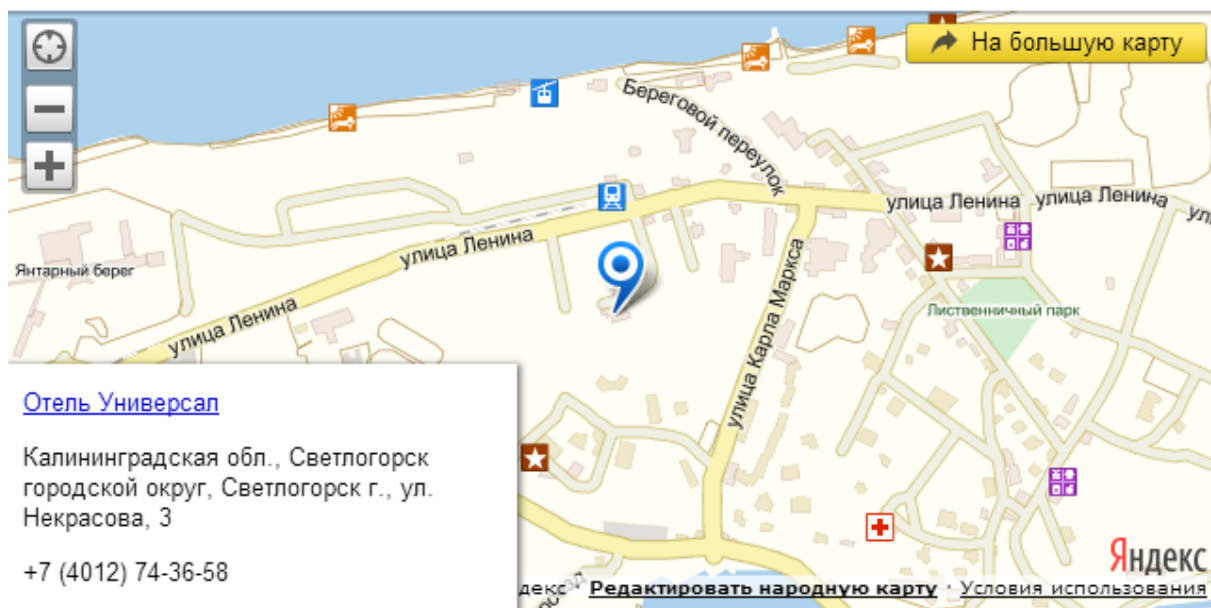 На большую карту
Береговой переулок
улица Ленина
улица Ленина
улица Ленина
Янтарный берег
улица Ленина
улица Карла Маркса
Лиственничный парк
Отель Универсал
Калининградская обл., Светлогорск
городской округ, Светлогорск г., ул.
Некрасова, 3
+7 (4012) 74-36-58
Яндекс
Редактировать народную карту · Условия использования